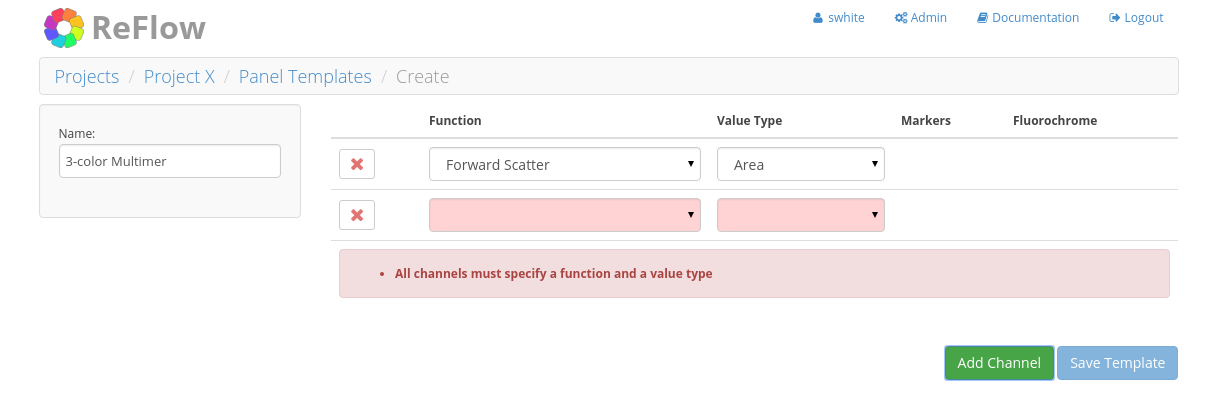 ReFlow
swhite Admin Documentation Logout
Projects / Project X / Panel Templates / Create
Name:
3-color Multimer
Function Value Type Markers Fluorochrome
Forward Scatter Area
All channels must specify a function and a value type
Add Channel Save Template